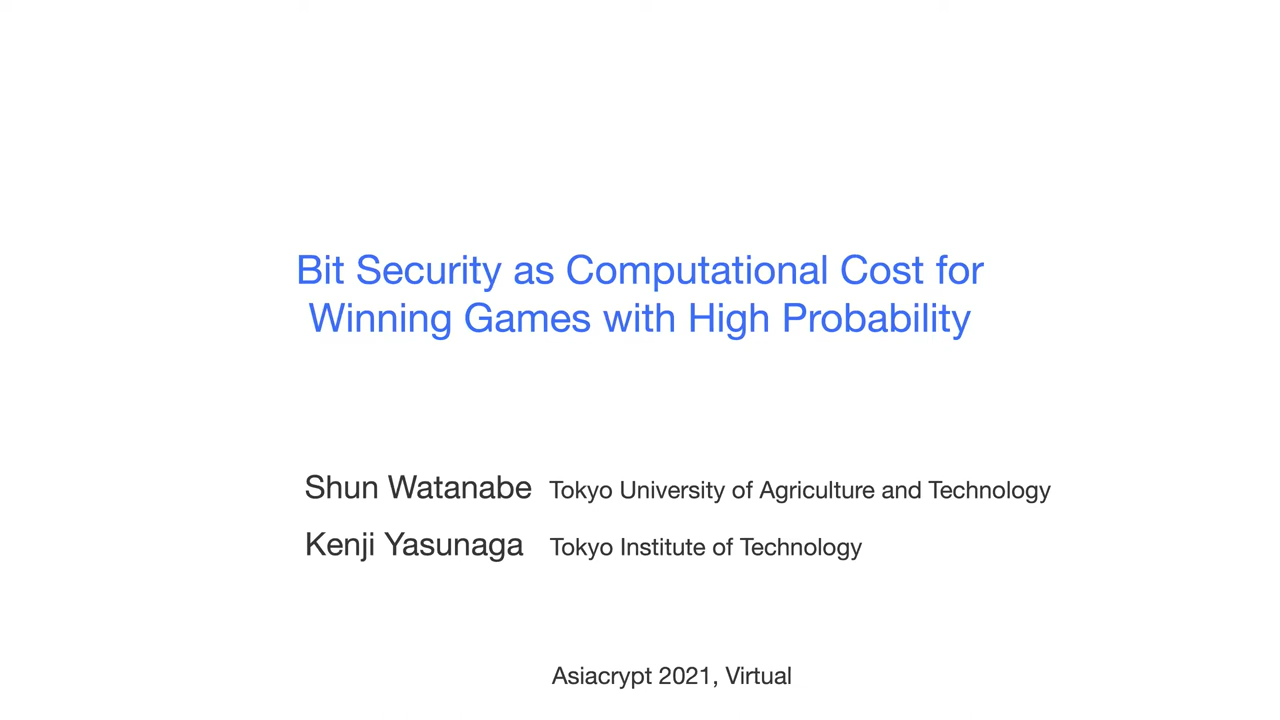 Bit Security as Computational Cost for
Winning Games with High Probability
Shun Watanabe Tokyo University of Agriculture and Technology
Kenji Yasunaga Tokyo Institute of Technology
Asiacrypt 2021, Virtual